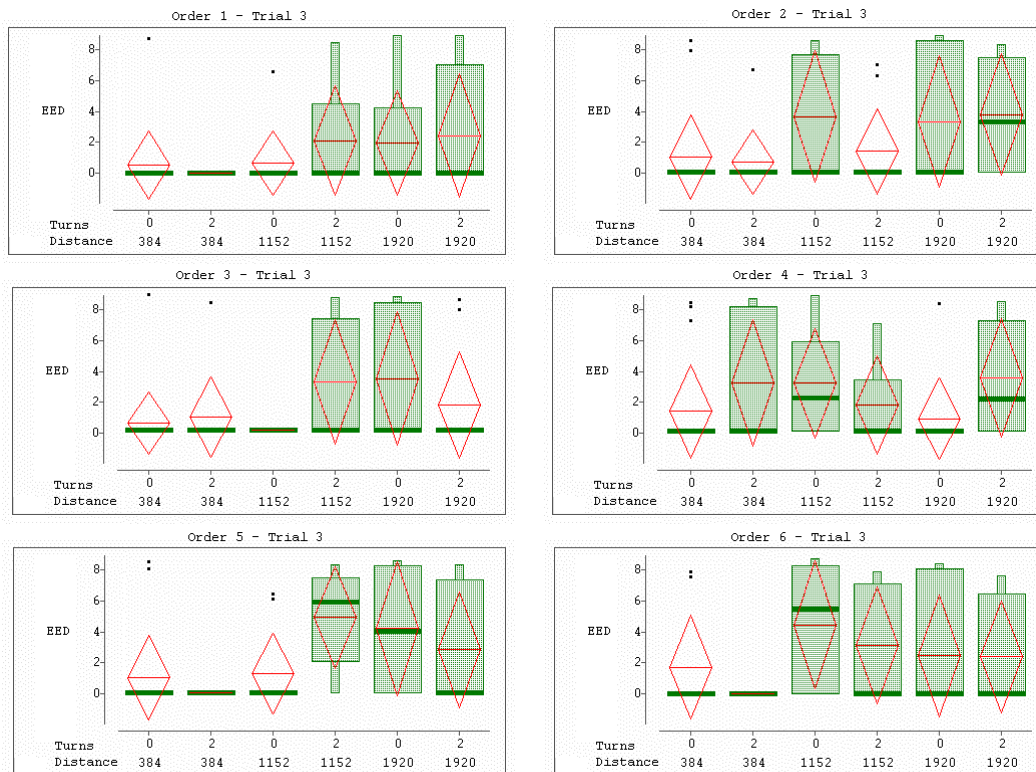 Order 1 - Trial 3
8
6
EED
4
2
0
Turns 0 2 0 2 0 2
Distance 384 384 1152 1152 1920 1920
Order 2 - Trial 3
8
6
EED
4
2
0
Turns 0 2 0 2 0 2
Distance 384 384 1152 1152 1920 1920
Order 3 - Trial 3
8
6
EED
4
2
0
Turns 0 2 0 2 0 2
Distance 384 384 1152 1152 1920 1920
Order 4 - Trial 3
8
6
EED
4
2
0
Turns 0 2 0 2 0 2
Distance 384 384 1152 1152 1920 1920
Order 5 - Trial 3
8
6
EED
4
2
0
Turns 0 2 0 2 0 2
Distance 384 384 1152 1152 1920 1920
Order 6 - Trial 3
8
6
EED
4
2
0
Turns 0 2 0 2 0 2
Distance 384 384 1152 1152 1920 1920